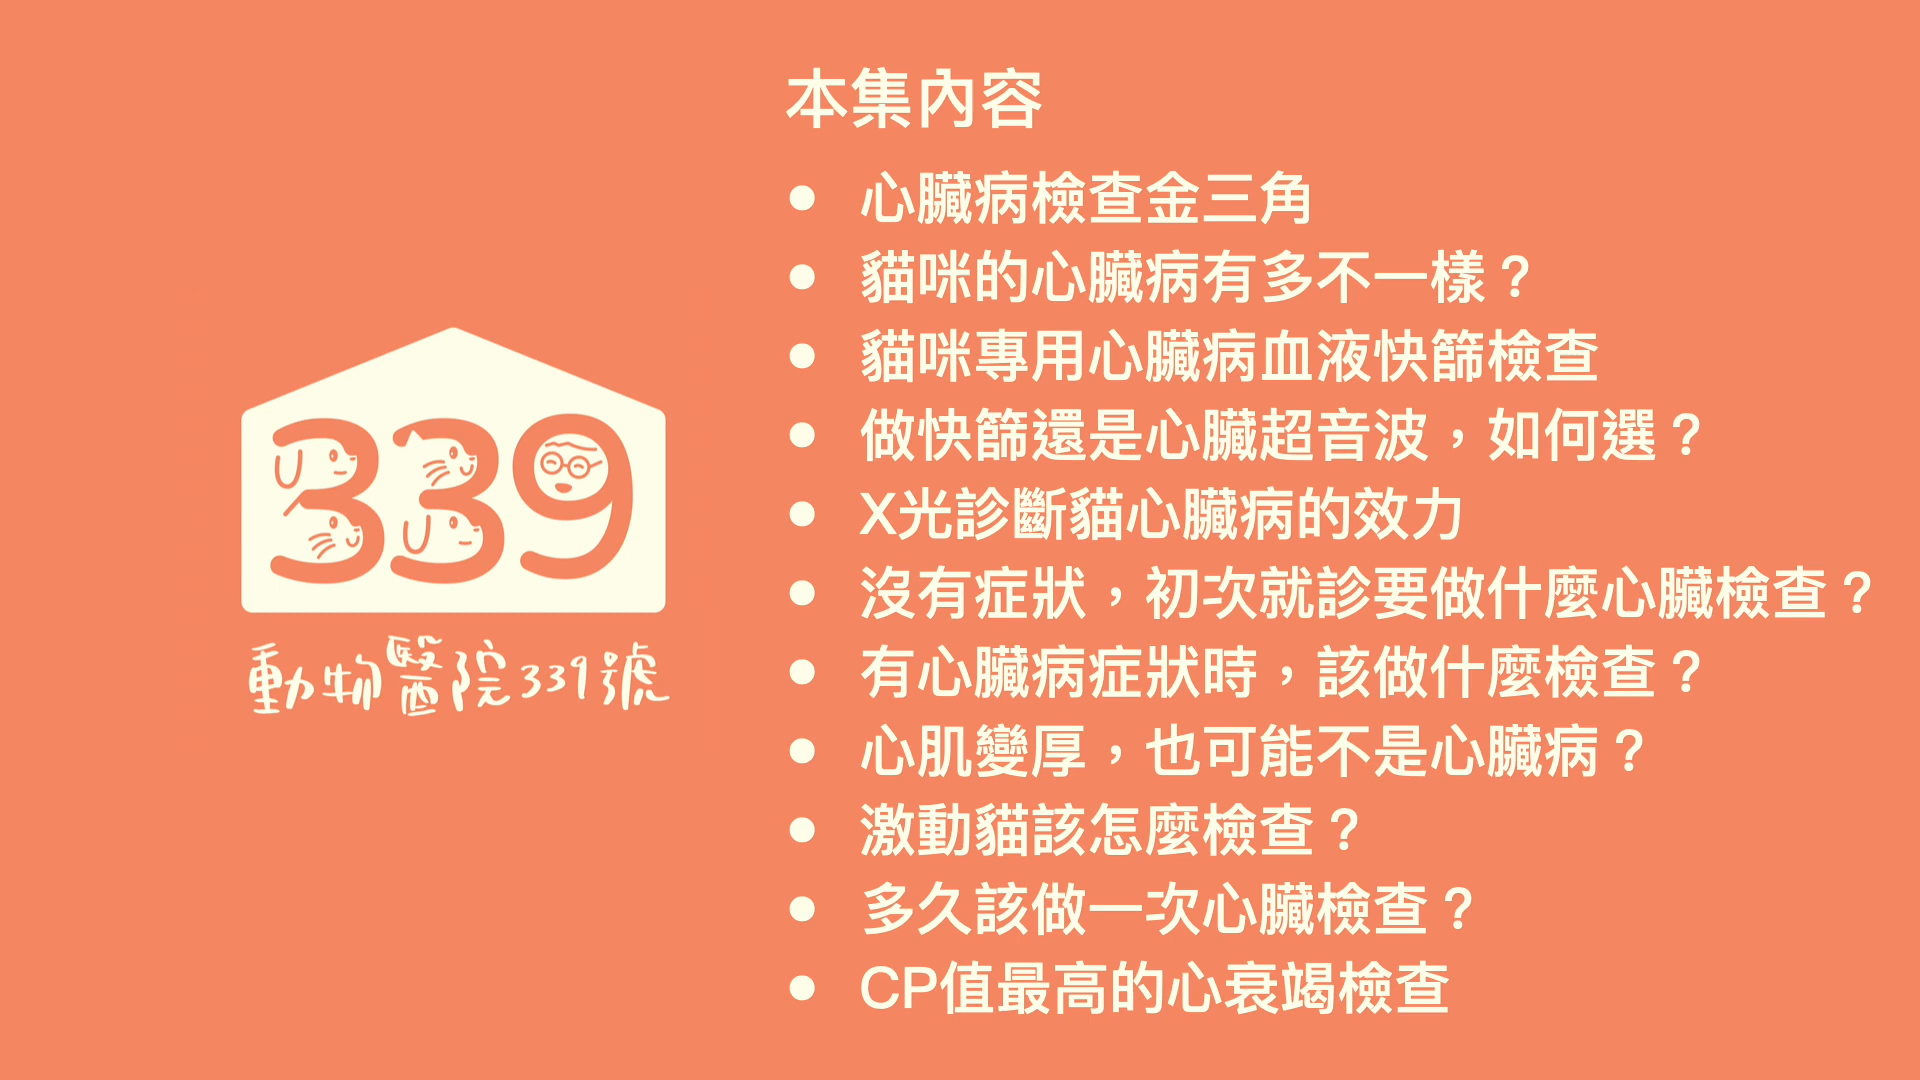 本集內容
● 心臟病檢查金三角
● 貓咪的心臟病有多不一樣？
● 貓咪專用心臟病血液快篩檢查
● 做快篩還是心臟超音波，如何選？
● X光診斷貓心臟病的效力
● 沒有症狀，初次就診要做什麼心臟檢查？
● 有心臟病症狀時，該做什麼檢查？
● 心肌變厚，也可能不是心臟病？
● 激動貓該怎麼檢查？
● 多久該做一次心臟檢查？
● CP值最高的心衰竭檢查
339
動物醫院339號